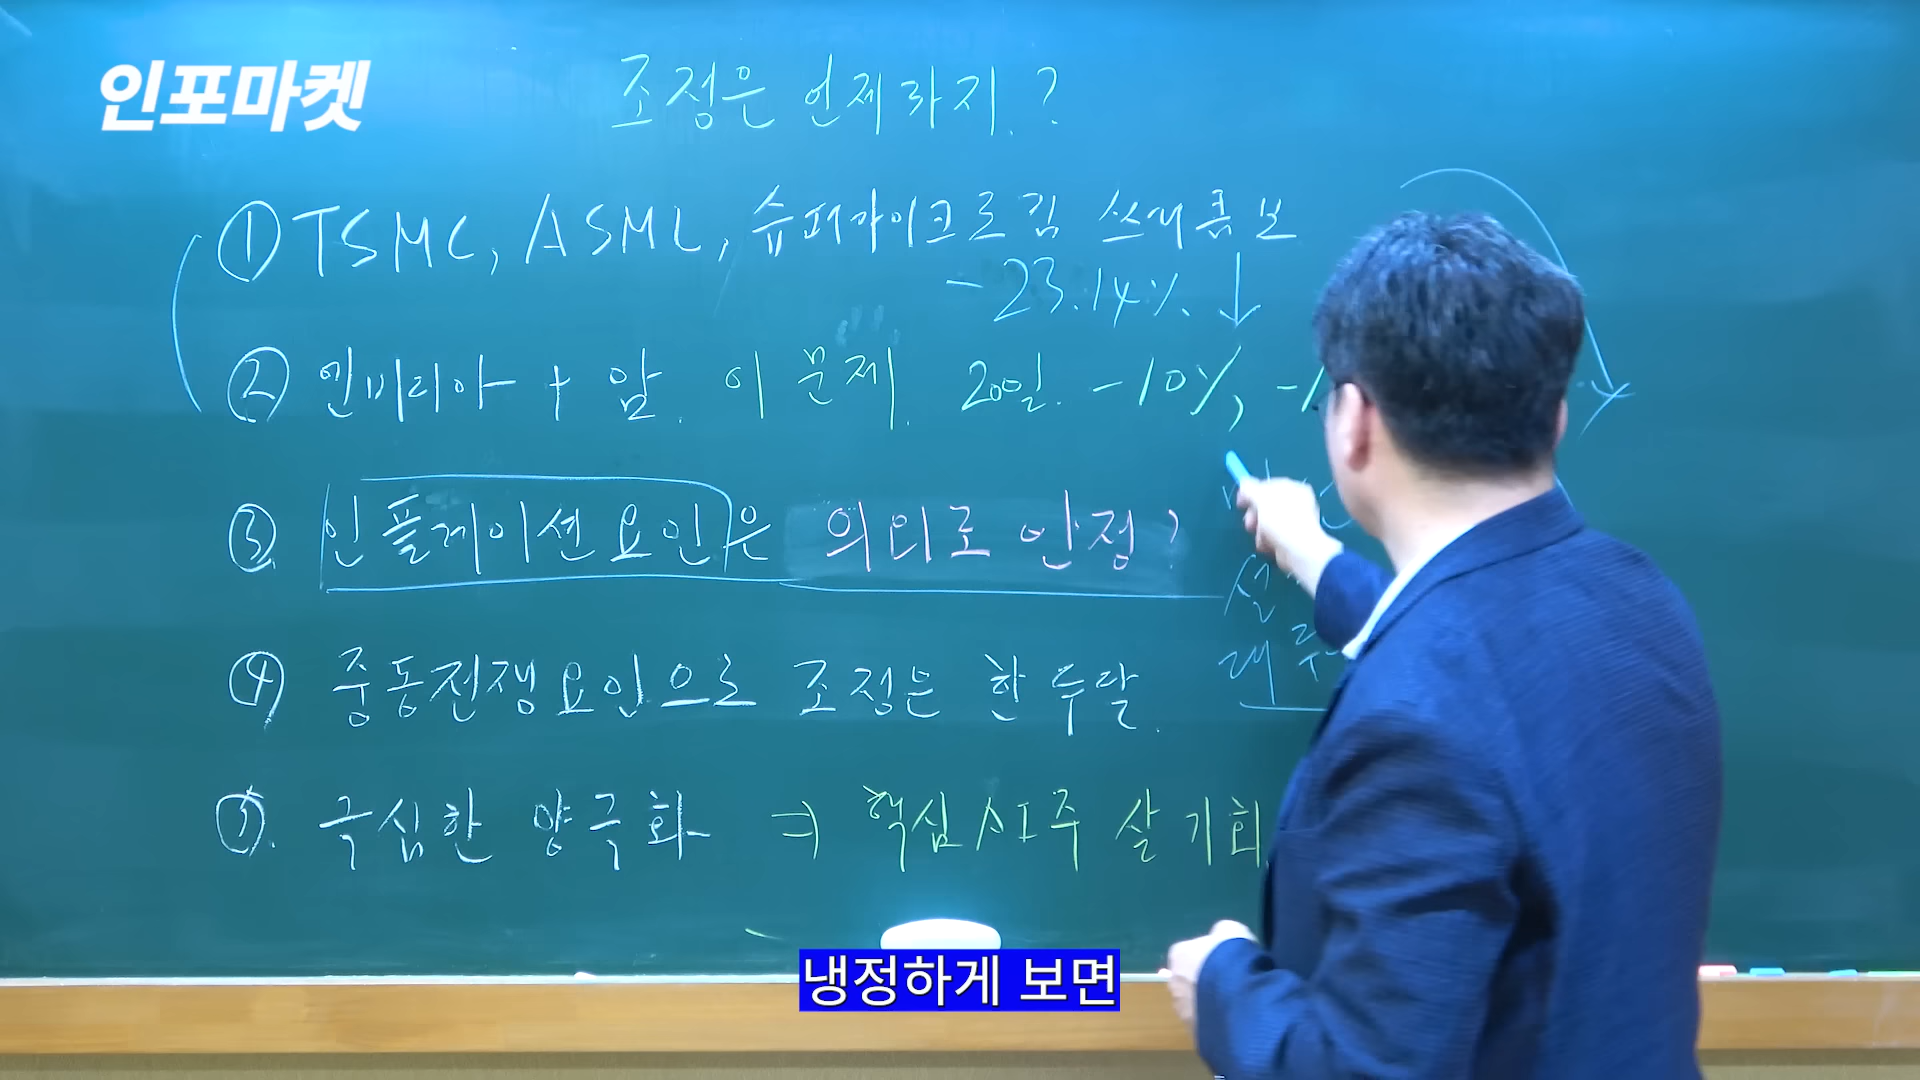 인포마켓
조정은 언제까지?
① TSMC, ASML, 슈퍼마이크로컴 쓰리콤보
-23.14% ↓
② 엔비디아 + 암. 이 문제. 20일. -10%,
③ 인플레이션요인은 의외로 안정?
④ 중동전쟁요인으로 조정은 한 두달.
⑤. 극심한 양극화 ⇒ 핵심 AI주 살 기회
냉정하게 보면